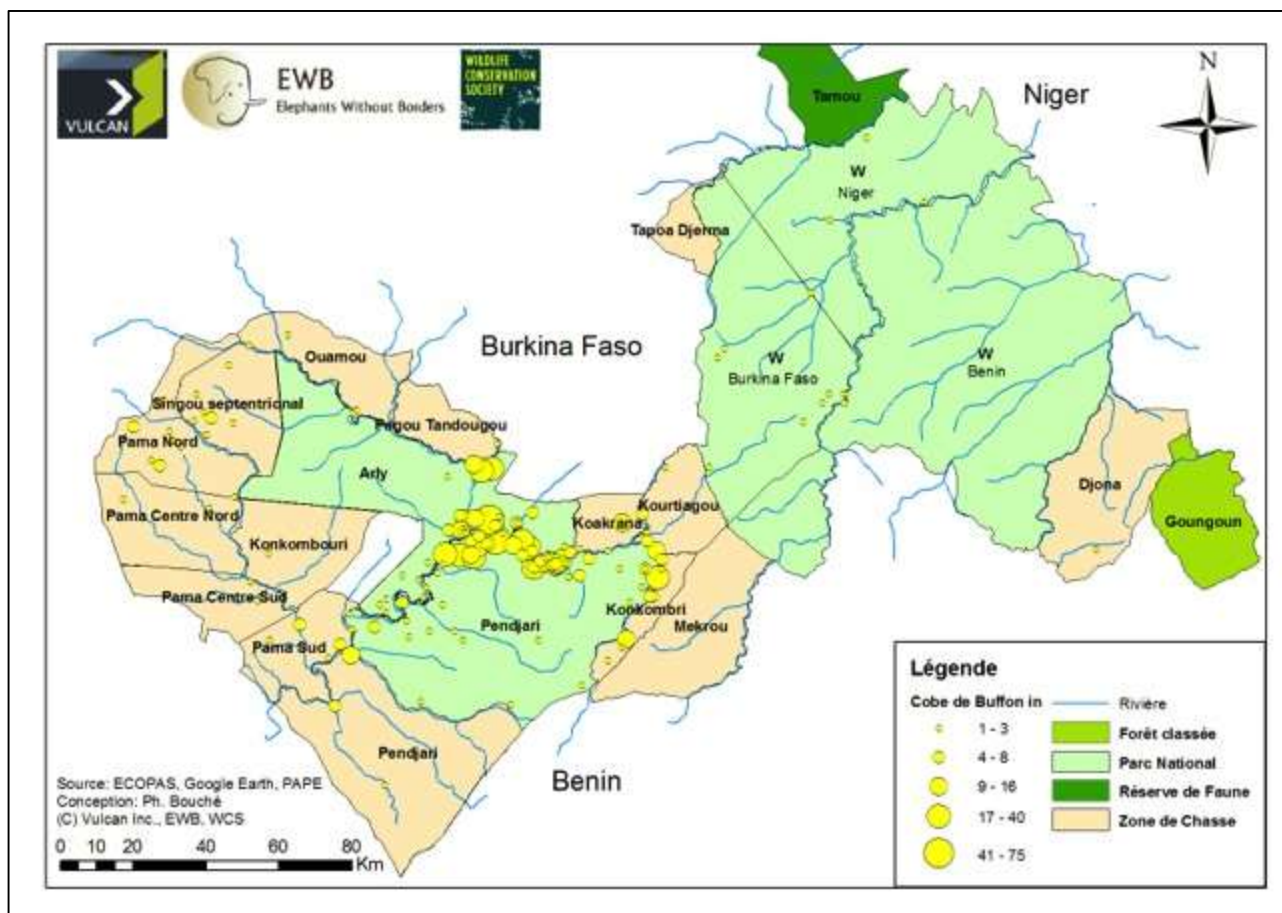 VULCAN
EWB
Elephants Without Borders
WILDLIFE
CONSERVATION
SOCIETY
N
Niger
Tamou
W
Niger
Tapoa Djerma
Burkina Faso
Ouamou
W
Burkina Faso
W
Benin
Singou septentrional
Pagou Tandougou
Pama Nord
Arly
Djona
Goungoun
Kourtiagou
Koakrana
Pama Centre Nord
Konkombouri
Pama Centre Sud
Konkombri
Pendjari
Mekrou
Pama Sud
Pendjari
Benin
Source: ECOPAS, Google Earth, PAPE
Conception: Ph. Bouché
(C) Vulcan Inc., EWB, WCS
0 5 10 20 40 60 80
Km
Légende
Cobe de Buffon in
1 - 3
4 - 8
9 - 16
17 - 40
41 - 75
Rivière
Forêt classée
Parc National
Réserve de Faune
Zone de Chasse